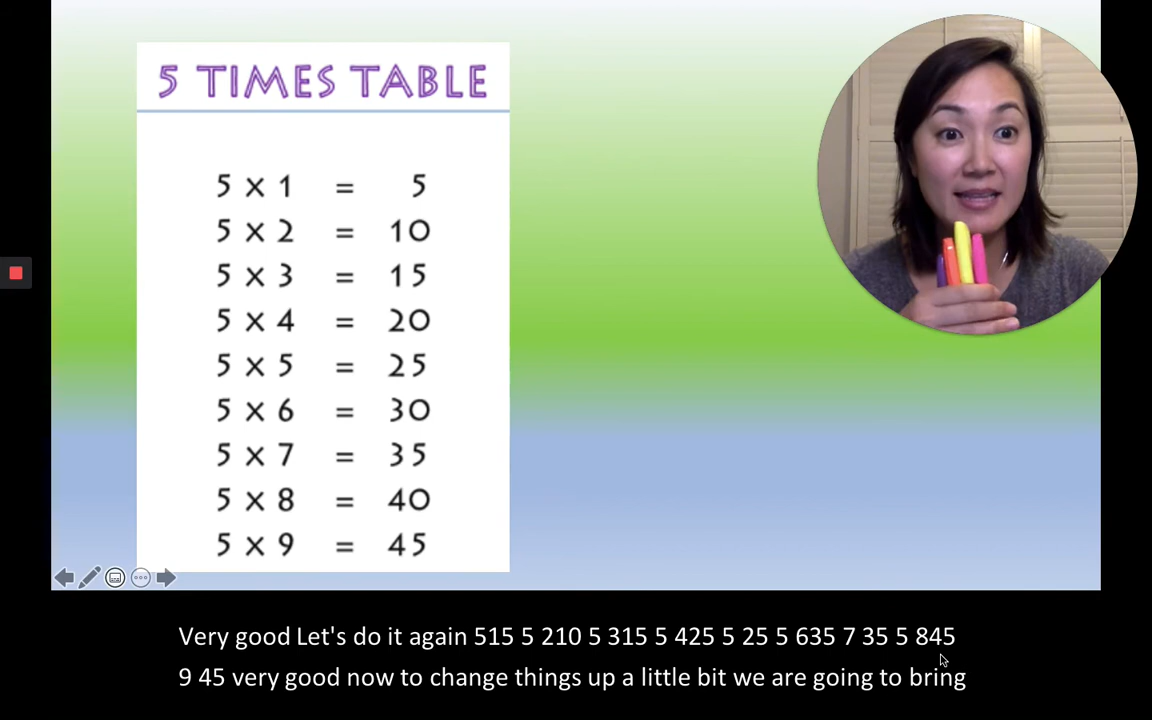 5 TIMES TABLE
5 x 1 = 5
5 x 2 = 10
5 x 3 = 15
5 x 4 = 20
5 x 5 = 25
5 x 6 = 30
5 x 7 = 35
5 x 8 = 40
5 x 9 = 45
Very good Let's do it again 515 5 210 5 315 5 425 5 25 5 635 7 35 5 845
9 45 very good now to change things up a little bit we are going to bring